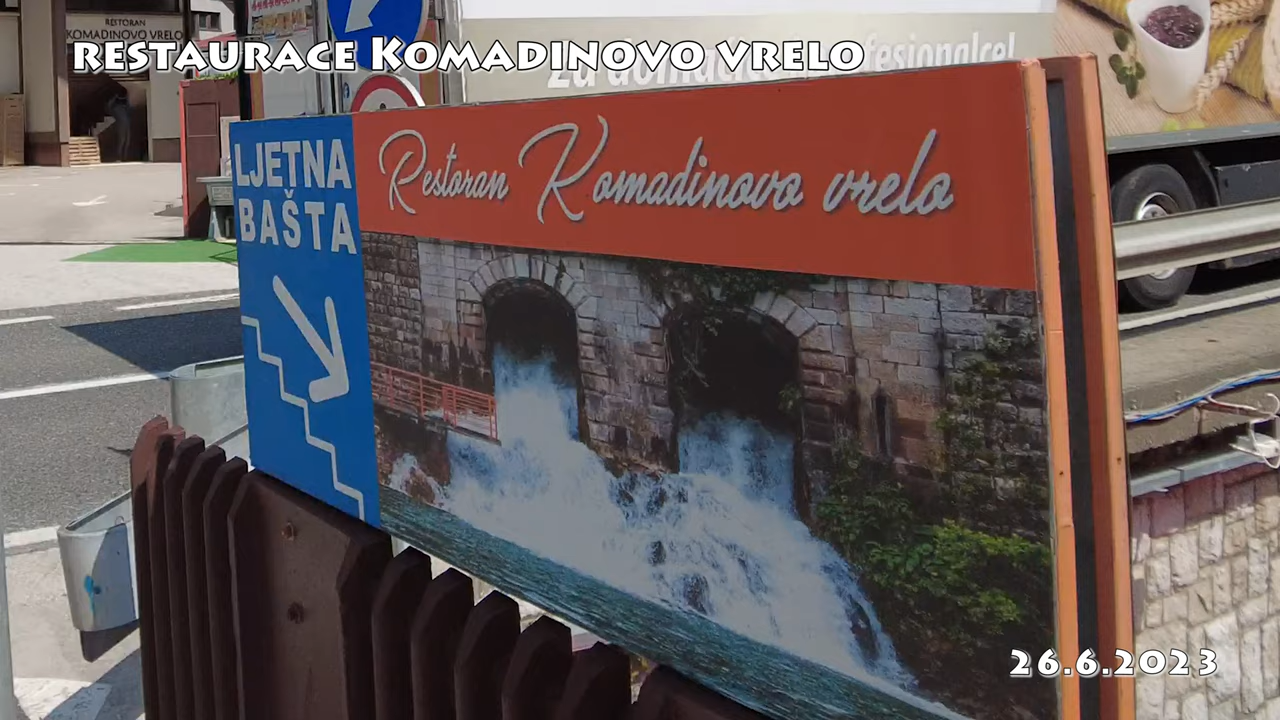 RESTORAN
KOMADINOVO VRELO
RESTAURACE KOMADINOVO VRELO
LJETNA
BAŠTA
Restoran Komadinovo vrelo
26.6.2023